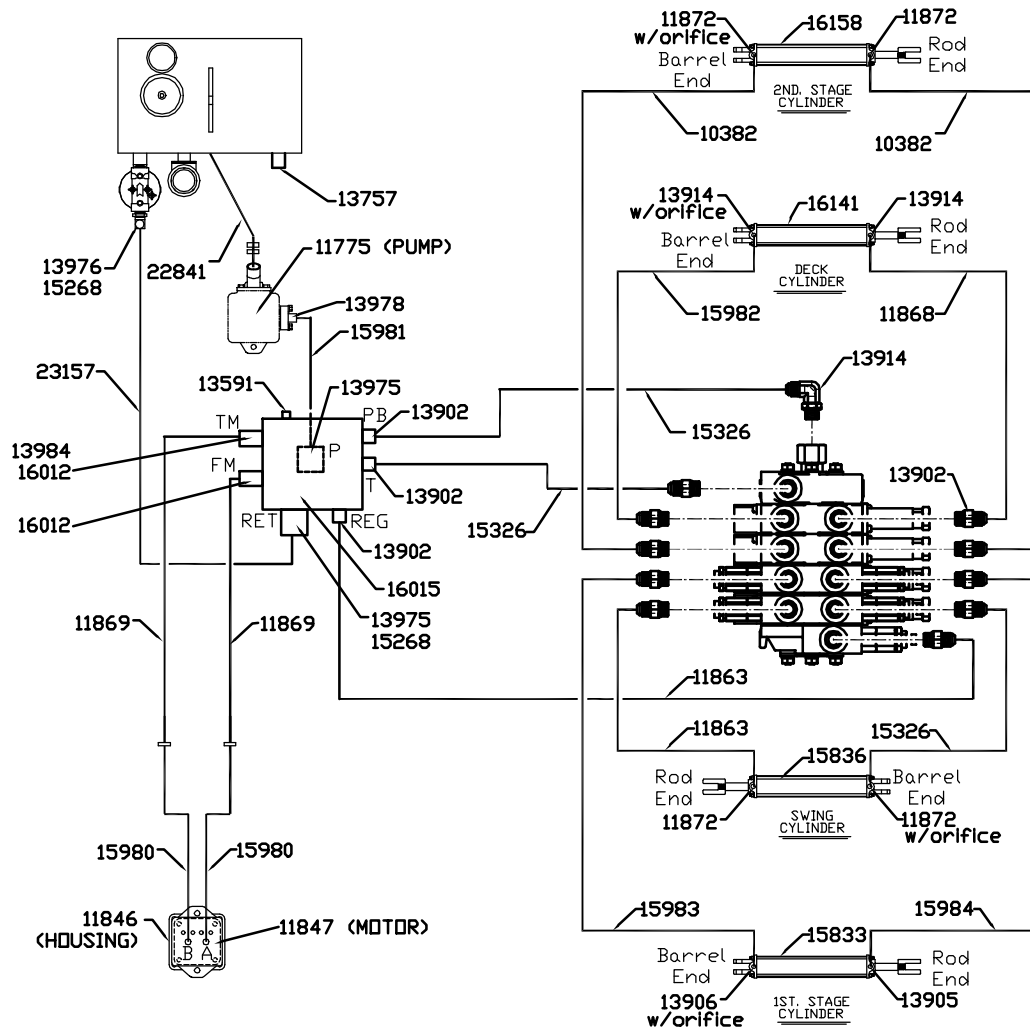 11872
w/orifice
16158
11872
Barrel
End
Rod
End
2ND. STAGE
CYLINDER
10382
10382
13757
13914
w/orifice
16141
13914
Barrel
End
Rod
End
DECK
CYLINDER
15982
11868
13976
15268
22841
11775 (PUMP)
13978
15981
23157
13591
13975
13914
TM
PB
13902
P
15326
13984
16012
FM
T
13902
13902
16012
RET
REG
15326
13902
16015
11869
11869
13975
15268
11863
11863
15326
15836
Rod
End
Barrel
End
11872
11872
w/orifice
SWING
CYLINDER
15980
15980
11846
(HOUSING)
B A
11847 (MOTOR)
15983
15984
15833
Barrel
End
Rod
End
13906
w/orifice
13905
1ST. STAGE
CYLINDER